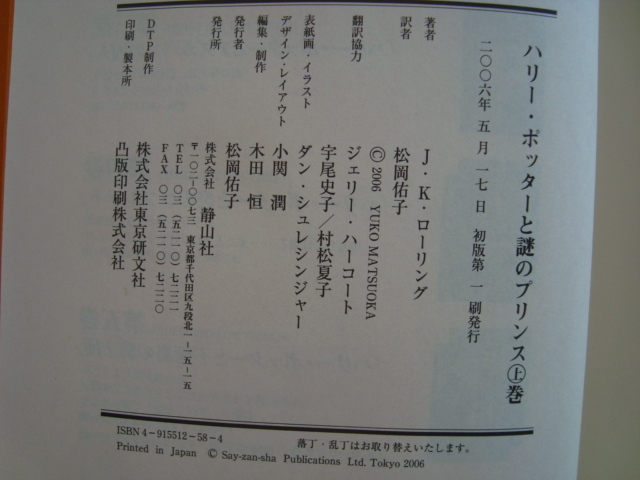 ハリー・ポッターと謎のプリンス㊤巻
二〇〇六年 五月 一七日 初版第一刷発行
著者 J・K・ローリング
訳者 松岡佑子
© 2006 YUKO MATSUOKA
翻訳協力 ジェリー・ハーコート
宇尾史子/村松夏子
表紙画・イラスト ダン・シュレシンジャー
デザイン・レイアウト 小関 潤
編集・制作 木田 恒
発行者 松岡佑子
発行所 株式会社 静山社
〒一〇二-〇〇七三 東京都千代田区九段北一-一五-一五
TEL 〇三(五二一〇)七二二一
FAX 〇三(五二一〇)七二二〇
DTP制作 株式会社東京研文社
印刷・製本所 凸版印刷株式会社
ISBN 4-915512-58-4 落丁・乱丁はお取り替えいたします。
Printed in Japan © Say-zan-sha Publications Ltd. Tokyo 2006